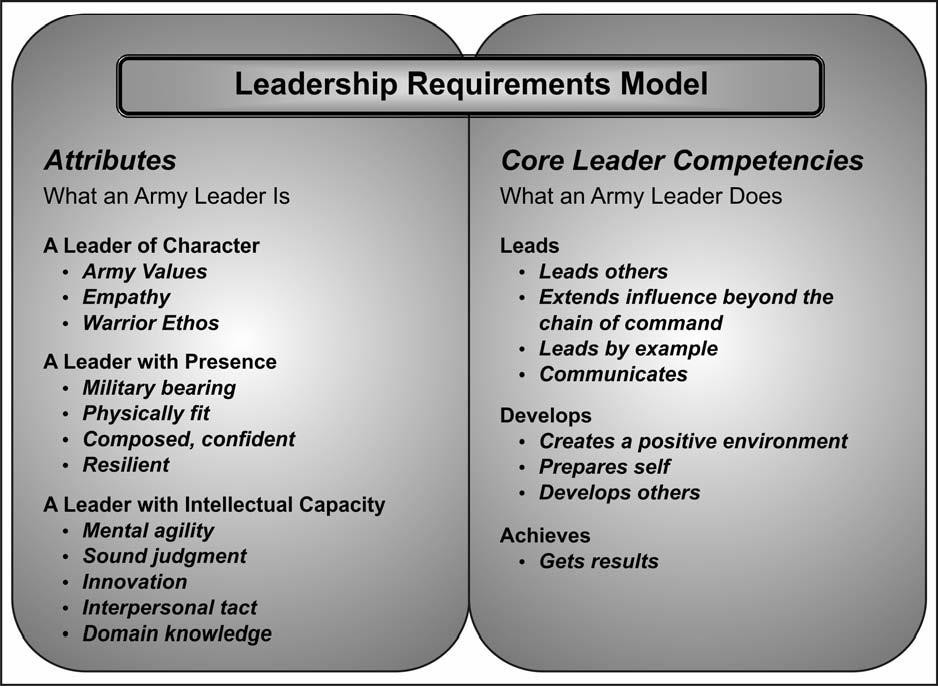 Leadership Requirements Model
Attributes
What an Army Leader Is
A Leader of Character
• Army Values
• Empathy
• Warrior Ethos
A Leader with Presence
• Military bearing
• Physically fit
• Composed, confident
• Resilient
A Leader with Intellectual Capacity
• Mental agility
• Sound judgment
• Innovation
• Interpersonal tact
• Domain knowledge
Core Leader Competencies
What an Army Leader Does
Leads
• Leads others
• Extends influence beyond the
chain of command
• Leads by example
• Communicates
Develops
• Creates a positive environment
• Prepares self
• Develops others
Achieves
• Gets results